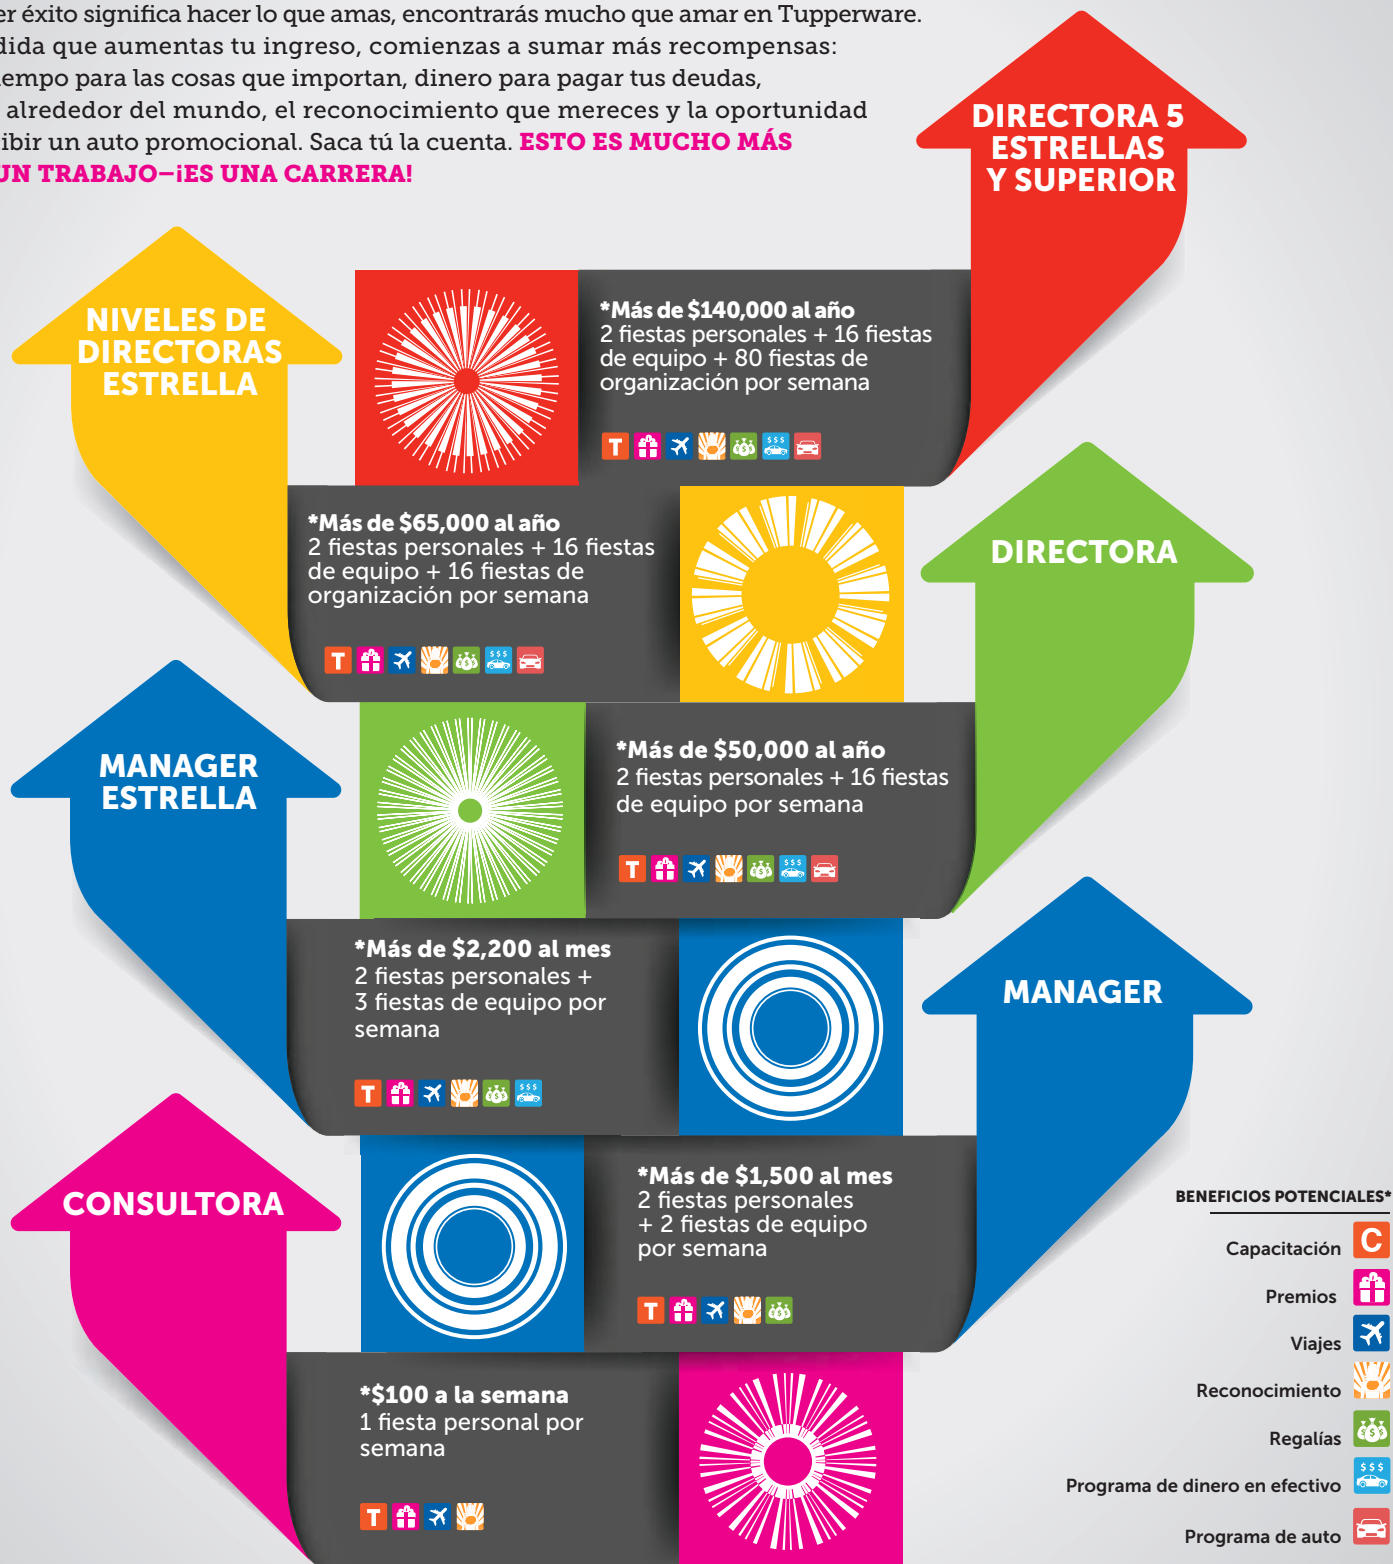 er éxito significa hacer lo que amas, encontrarás mucho que amar en Tupperware.
dida que aumentas tu ingreso, comienzas a sumar más recompensas:
iempo para las cosas que importan, dinero para pagar tus deudas,
alrededor del mundo, el reconocimiento que mereces y la oportunidad
cibir un auto promocional. Saca tú la cuenta. ESTO ES MUCHO MÁS
UN TRABAJO–¡ES UNA CARRERA!
DIRECTORA 5
ESTRELLAS
Y SUPERIOR
*Más de $140,000 al año
2 fiestas personales + 16 fiestas
de equipo + 80 fiestas de
organización por semana
T
$$$
NIVELES DE
DIRECTORAS
ESTRELLA
*Más de $65,000 al año
2 fiestas personales + 16 fiestas
de equipo + 16 fiestas de
organización por semana
T
$$$
DIRECTORA
*Más de $50,000 al año
2 fiestas personales + 16 fiestas
de equipo por semana
T
$$$
MANAGER
ESTRELLA
*Más de $2,200 al mes
2 fiestas personales +
3 fiestas de equipo por
semana
T
$$$
MANAGER
*Más de $1,500 al mes
2 fiestas personales
+ 2 fiestas de equipo
por semana
T
CONSULTORA
*$100 a la semana
1 fiesta personal por
semana
T
BENEFICIOS POTENCIALES*
Capacitación C
Premios
Viajes
Reconocimiento
Regalías
Programa de dinero en efectivo $$$
Programa de auto